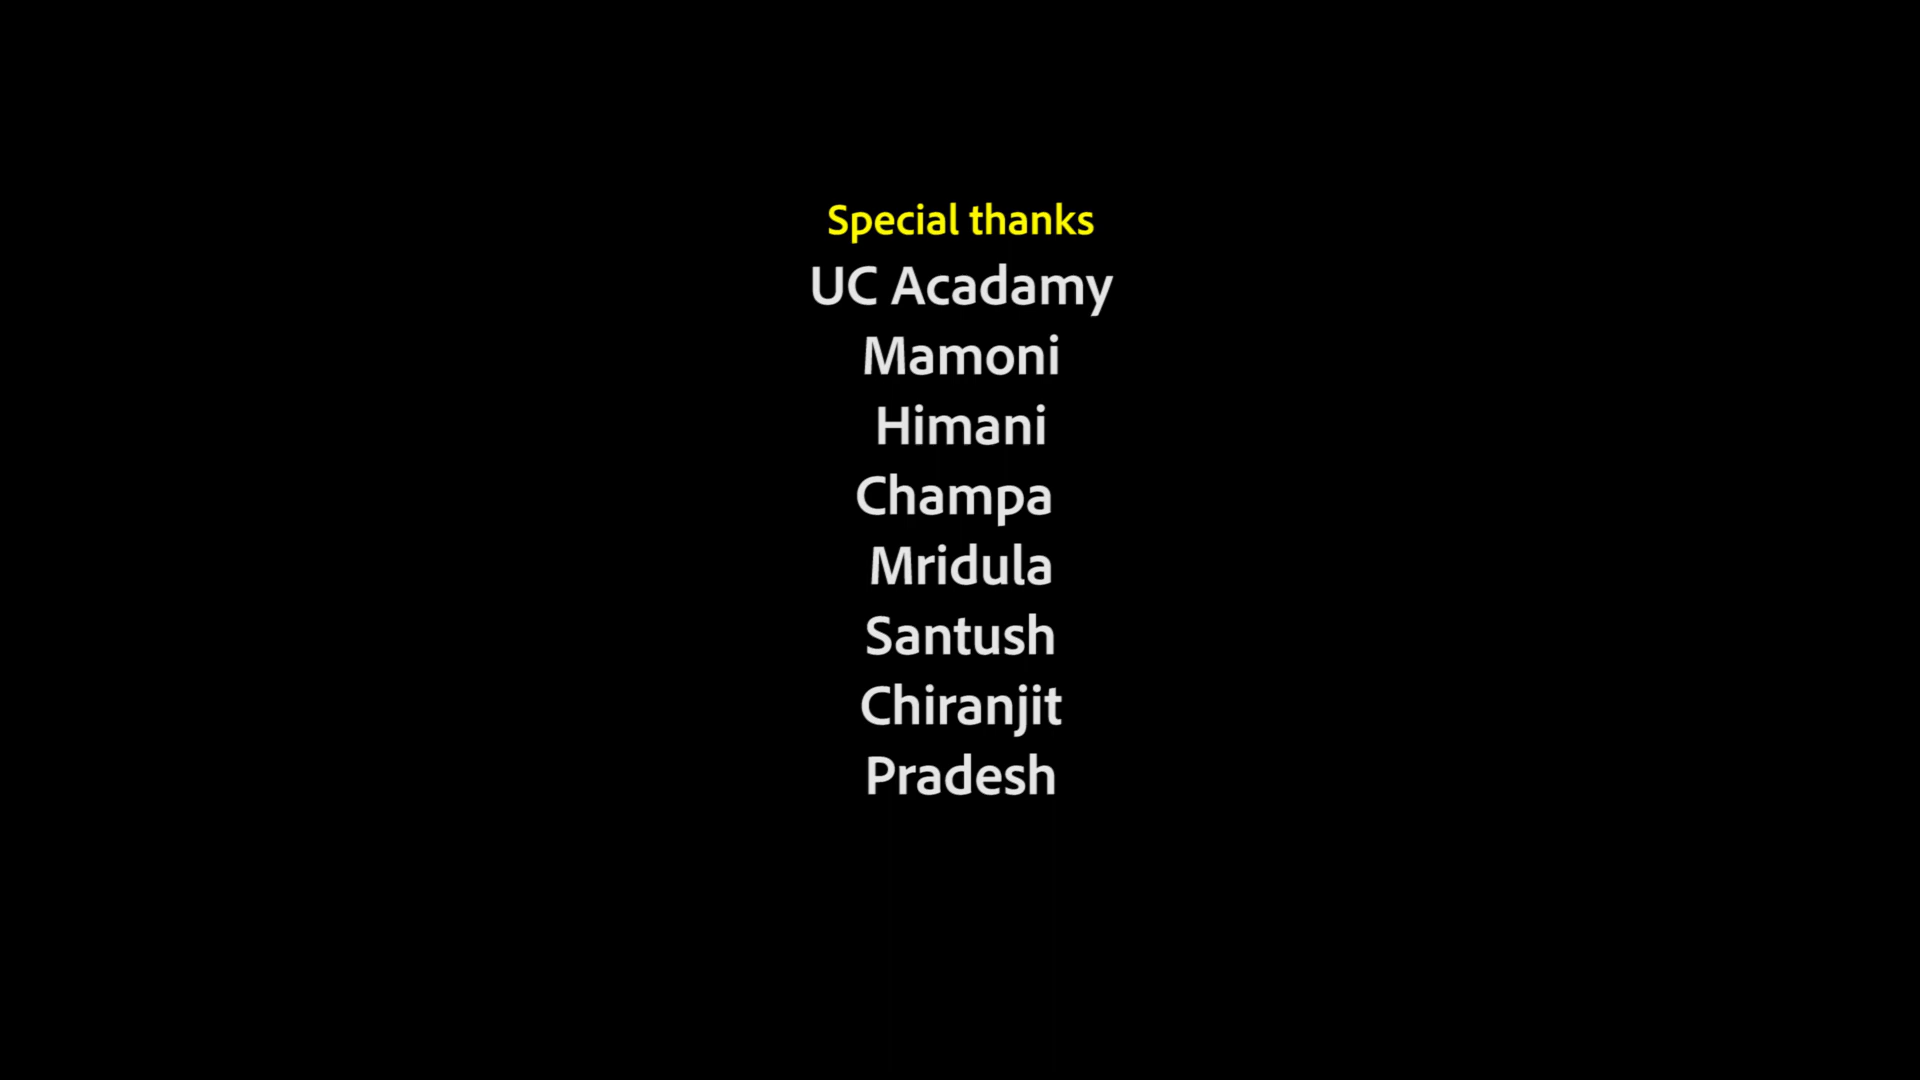 Special thanks
UC Acadamy
Mamoni
Himani
Champa
Mridula
Santush
Chiranjit
Pradesh